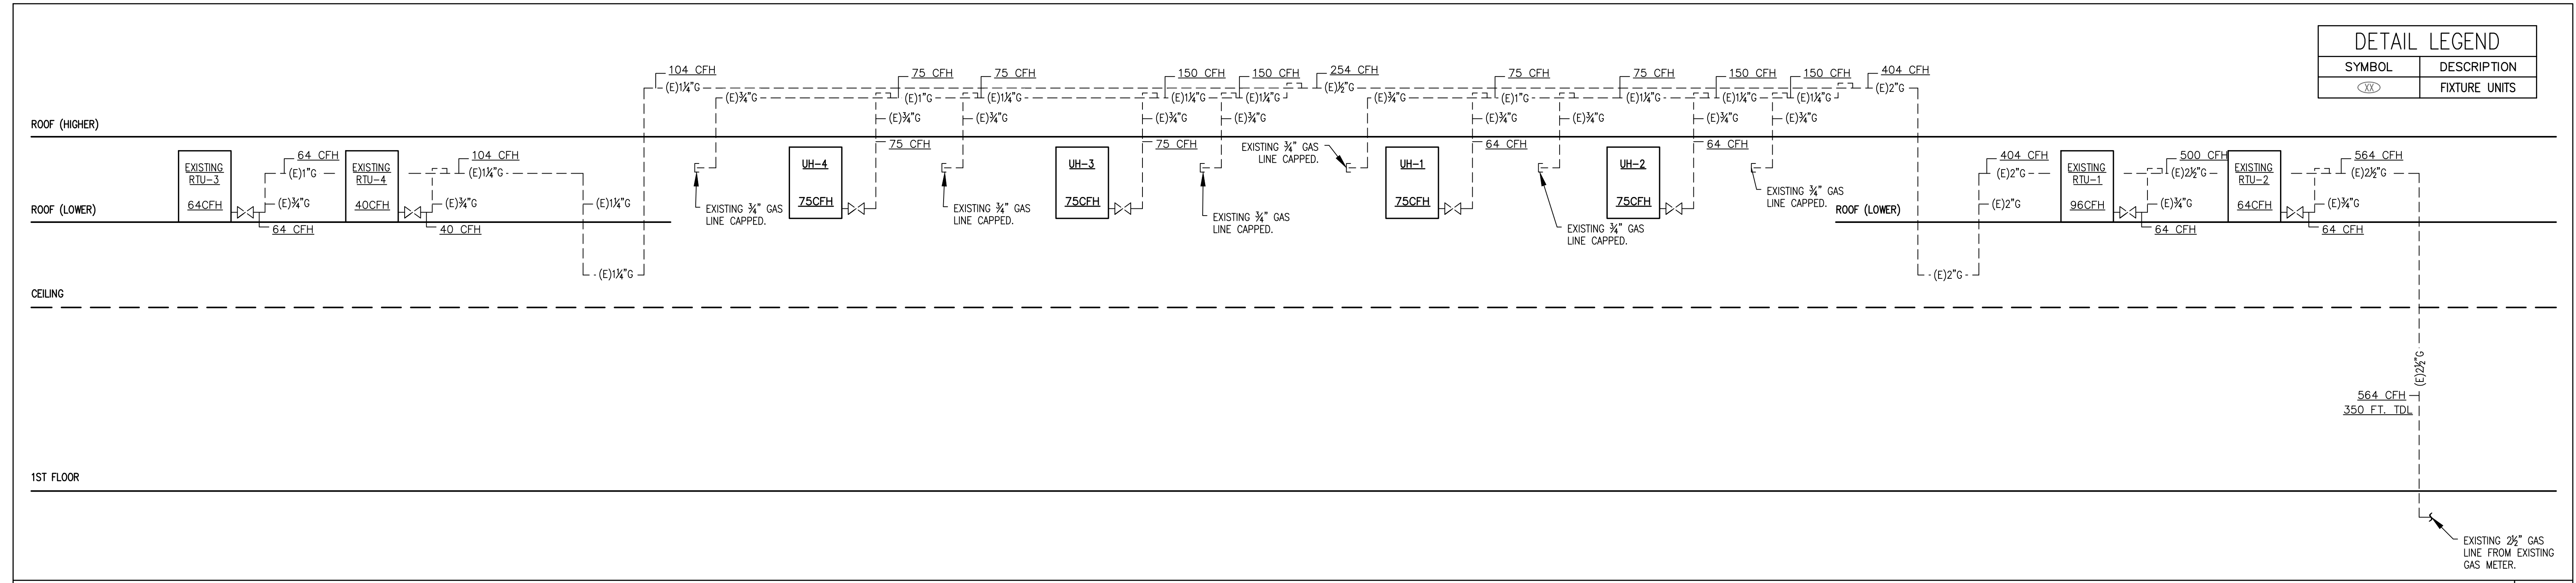 DETAIL LEGEND
SYMBOL DESCRIPTION
XX FIXTURE UNITS
104 CFH
75 CFH
75 CFH
150 CFH
150 CFH
254 CFH
75 CFH
75 CFH
150 CFH
150 CFH
404 CFH
(E)1¼"G
(E)½"G
(E)2"G
(E)¾"G
(E)1"G
(E)1¼"G
(E)1¼"G
(E)1¼"G
(E)¾"G
(E)1"G
(E)1¼"G
(E)1¼"G
(E)1¼"G
(E)¾"G
(E)¾"G
(E)¾"G
(E)¾"G
(E)¾"G
(E)¾"G
(E)¾"G
(E)¾"G
ROOF (HIGHER)
75 CFH
75 CFH
64 CFH
64 CFH
EXISTING
RTU-3
64CFH
64 CFH
(E)1"G
(E)¾"G
64 CFH
EXISTING
RTU-4
40CFH
104 CFH
(E)1¼"G
(E)¾"G
40 CFH
(E)1¼"G
(E)1¼"G
EXISTING ¾" GAS
LINE CAPPED.
UH-4
75CFH
EXISTING ¾" GAS
LINE CAPPED.
UH-3
75CFH
EXISTING ¾" GAS
LINE CAPPED.
EXISTING ¾" GAS
LINE CAPPED.
UH-1
75CFH
EXISTING ¾" GAS
LINE CAPPED.
UH-2
75CFH
EXISTING ¾" GAS
LINE CAPPED.
ROOF (LOWER)
ROOF (LOWER)
404 CFH
(E)2"G
(E)2"G
(E)2"G
EXISTING
RTU-1
96CFH
500 CFH
(E)2½"G
(E)¾"G
64 CFH
EXISTING
RTU-2
64CFH
564 CFH
(E)2½"G
(E)¾"G
64 CFH
CEILING
(E)2½"G
564 CFH
350 FT. TDL
1ST FLOOR
EXISTING 2½" GAS
LINE FROM EXISTING
GAS METER.